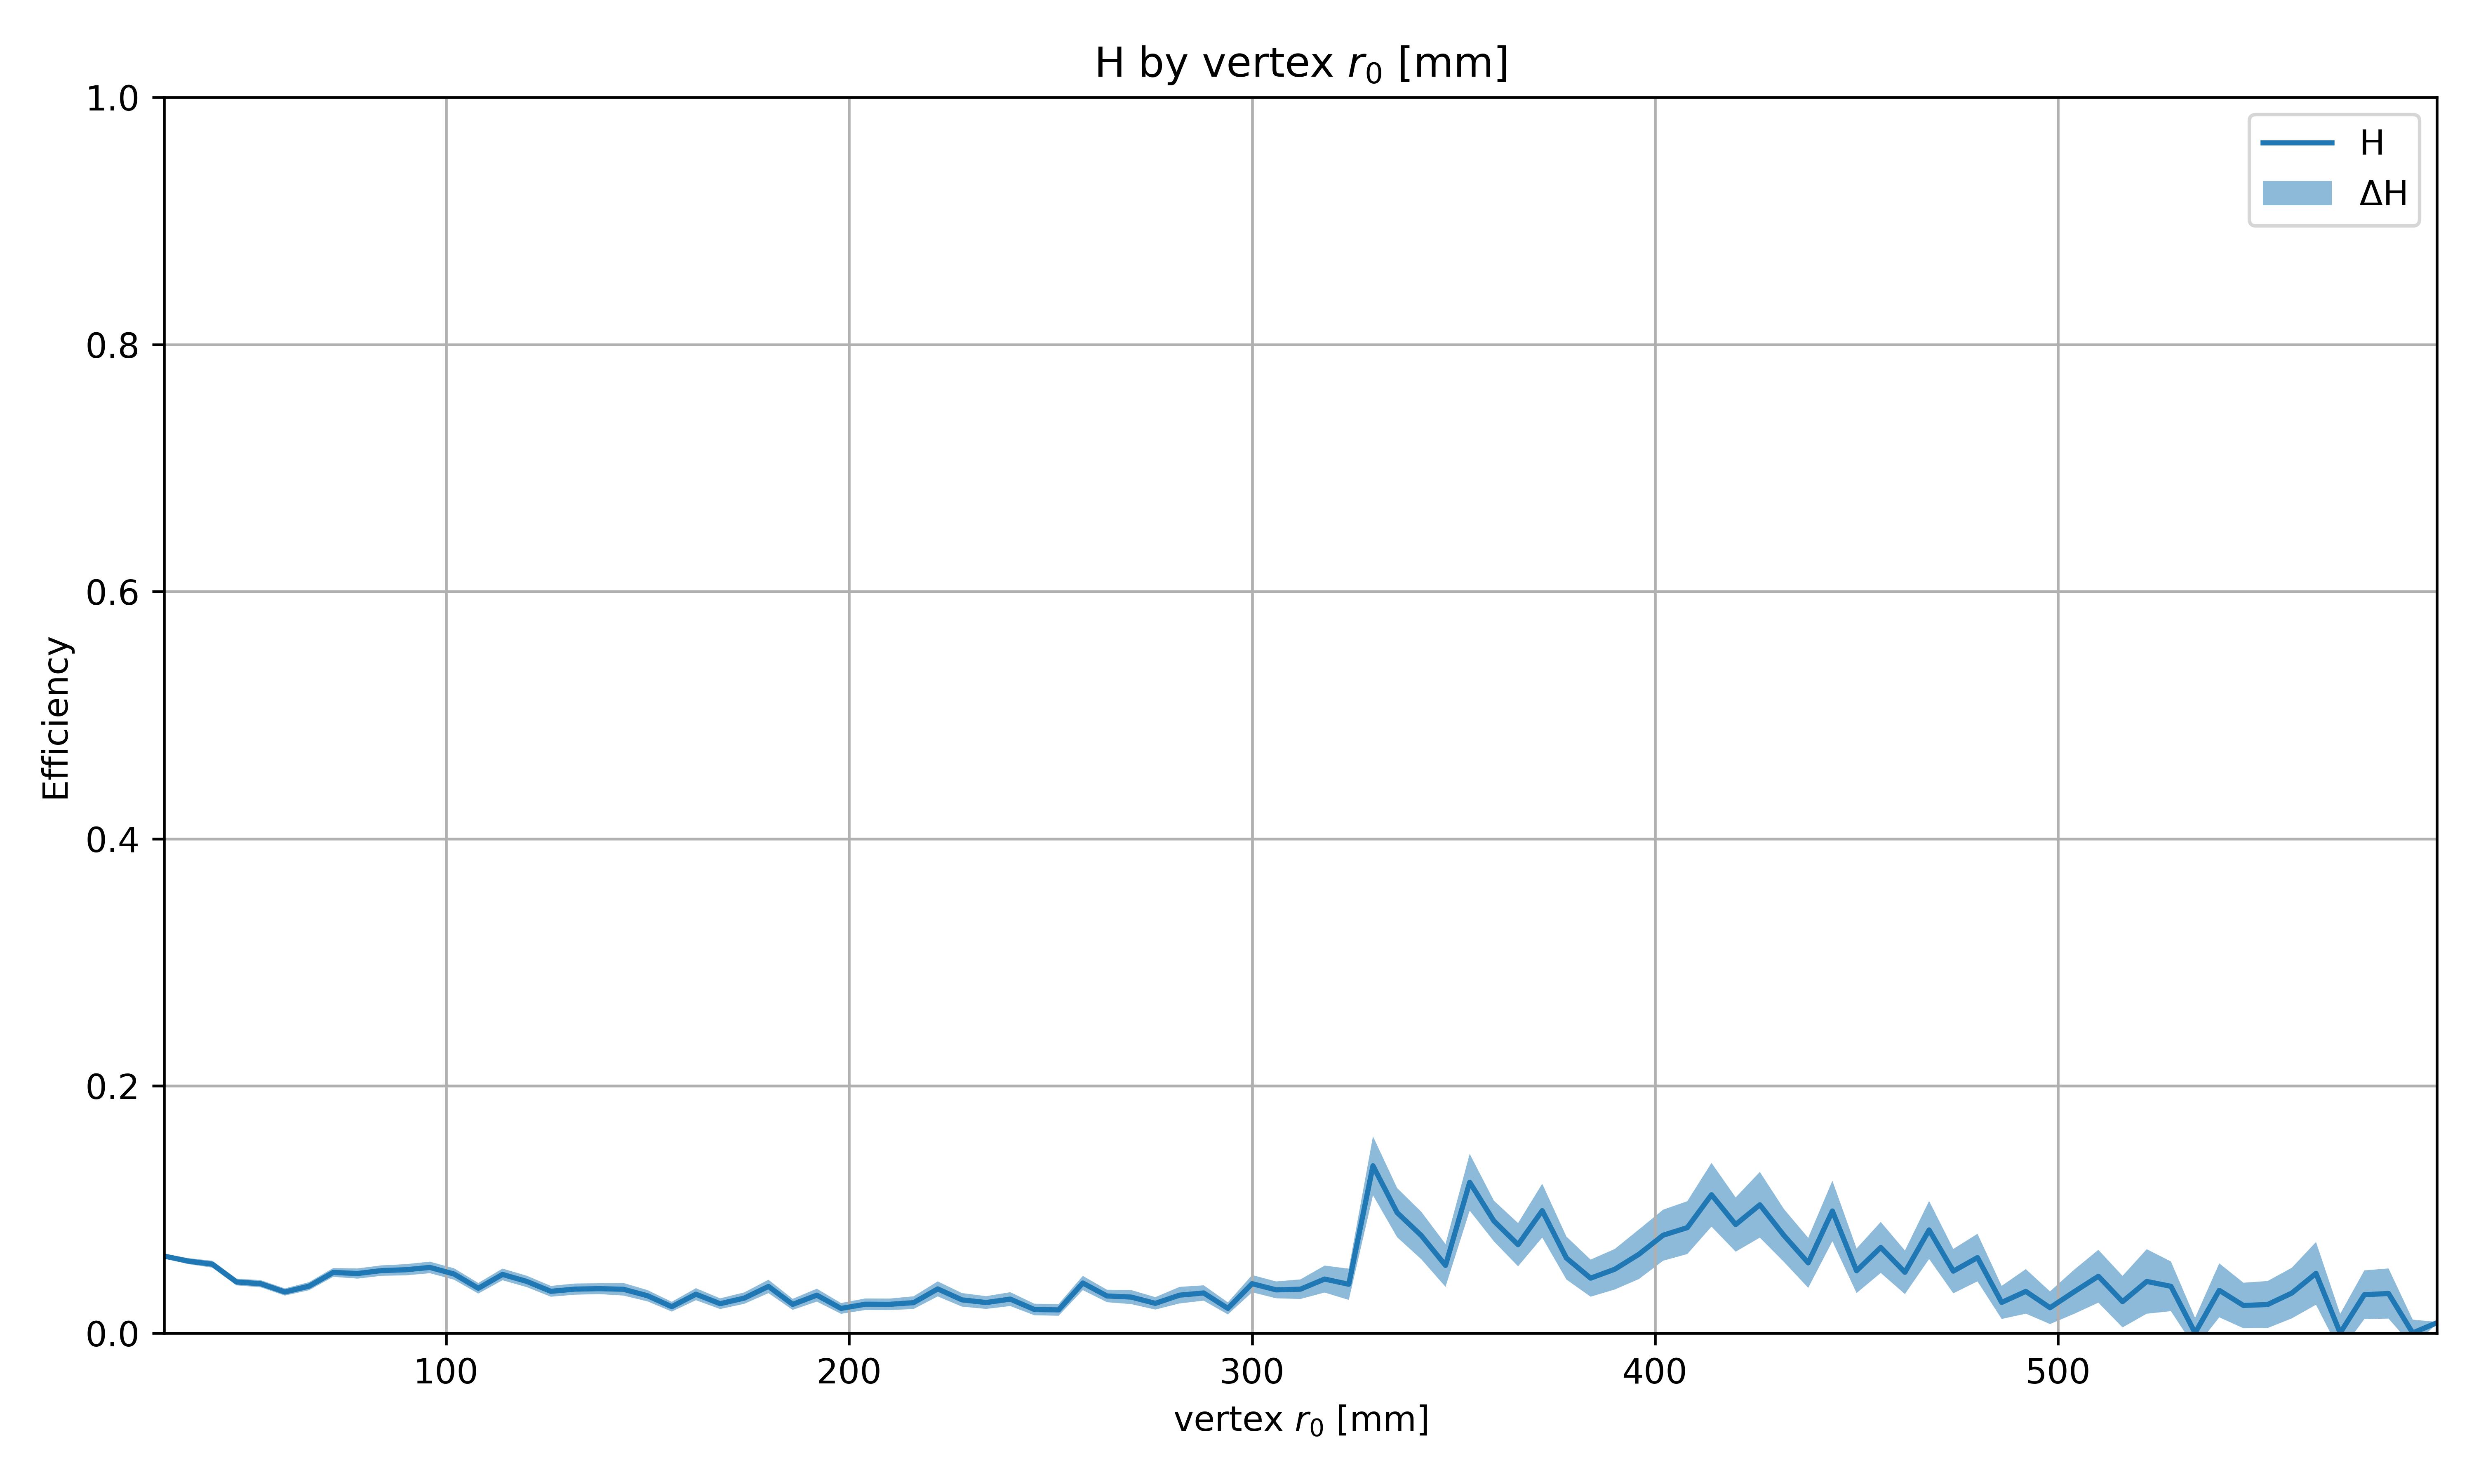 H by vertex r₀ [mm]
1.0
0.8
0.6
0.4
0.2
0.0
Efficiency
H
ΔH
100
200
300
400
500
vertex r₀ [mm]